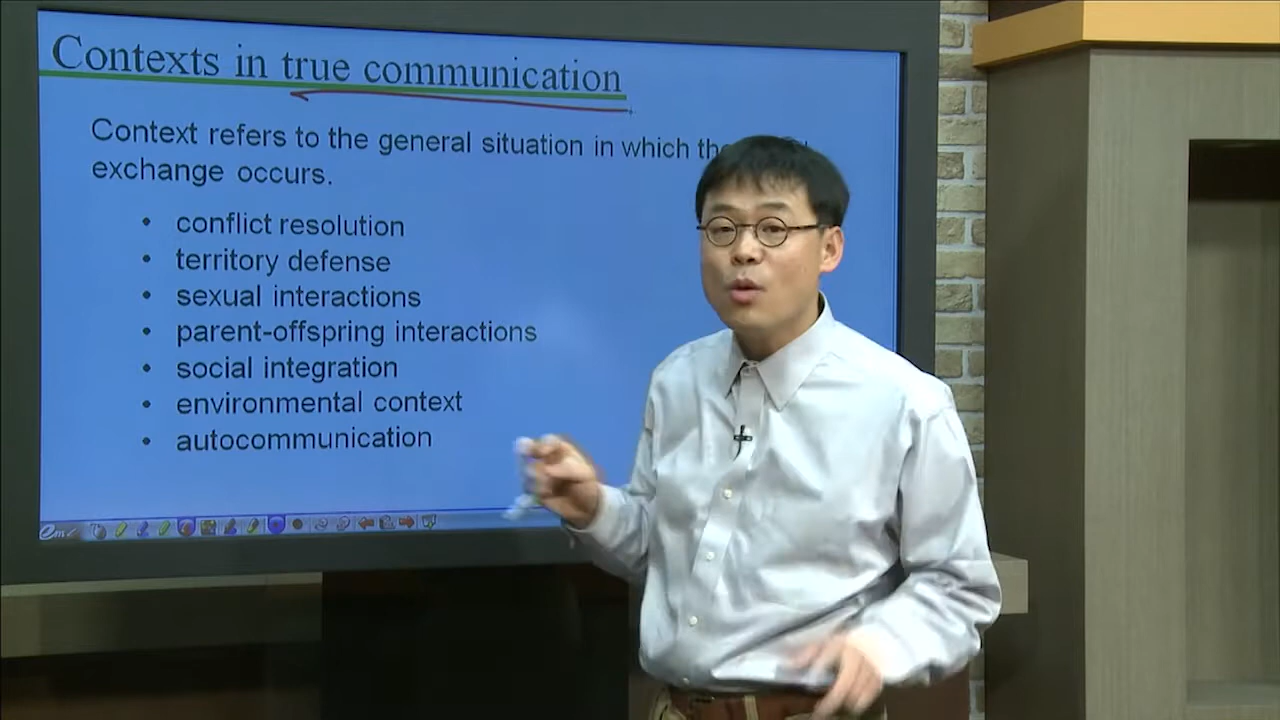 Contexts in true communication
Context refers to the general situation in which the
exchange occurs.
• conflict resolution
• territory defense
• sexual interactions
• parent-offspring interactions
• social integration
• environmental context
• autocommunication